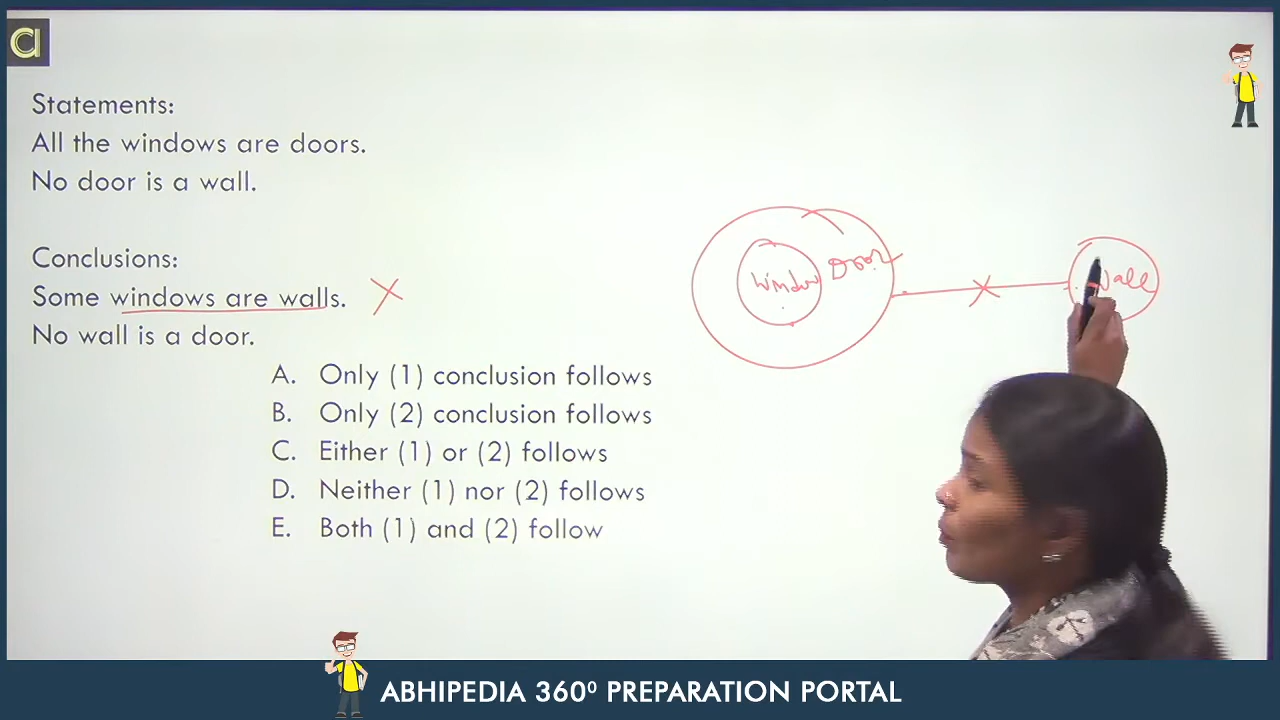 a
Statements:
All the windows are doors.
No door is a wall.
Conclusions:
Some windows are walls.
No wall is a door.
A. Only (1) conclusion follows
B. Only (2) conclusion follows
C. Either (1) or (2) follows
D. Neither (1) nor (2) follows
E. Both (1) and (2) follow
Window
Door
Wall
ABHIPEDIA 360⁰ PREPARATION PORTAL